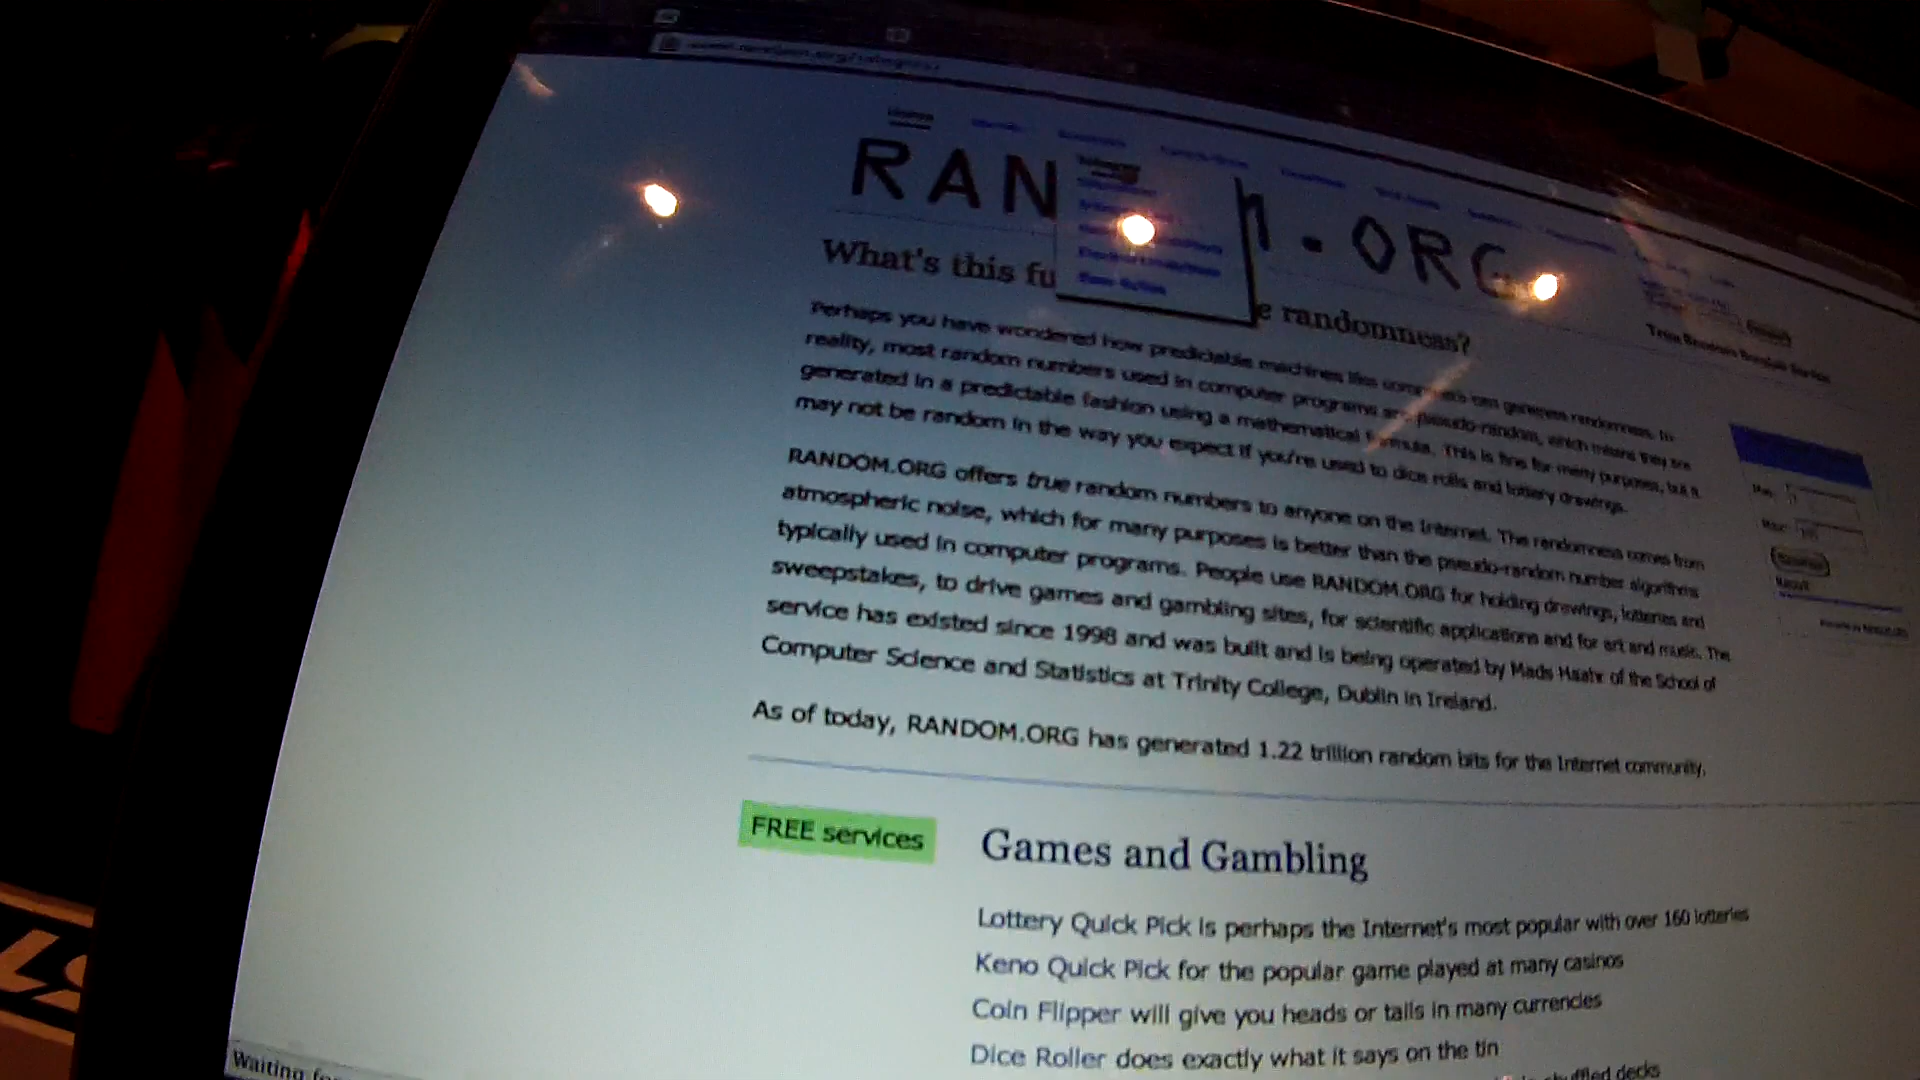 RAN M.ORG
What's this fu e randomness?
Perhaps you have wondered how predictable machines like computers can generate randomness. In
reality, most random numbers used in computer programs are pseudo-random, which means they are
generated in a predictable fashion using a mathematical formula. This is fine for many purposes, but it
may not be random in the way you expect if you're used to dice rolls and lottery drawings.
RANDOM.ORG offers true random numbers to anyone on the Internet. The randomness comes from
atmospheric noise, which for many purposes is better than the pseudo-random number algorithms
typically used in computer programs. People use RANDOM.ORG for holding drawings, lotteries and
sweepstakes, to drive games and gambling sites, for scientific applications and for art and music. The
service has existed since 1998 and was built and is being operated by Mads Haahr of the School of
Computer Science and Statistics at Trinity College, Dublin in Ireland.
As of today, RANDOM.ORG has generated 1.22 trillion random bits for the Internet community.
FREE services
Games and Gambling
Lottery Quick Pick is perhaps the Internet's most popular with over 160 lotteries
Keno Quick Pick for the popular game played at many casinos
Coin Flipper will give you heads or tails in many currencies
Dice Roller does exactly what it says on the tin
shuffled decks
Waiting for